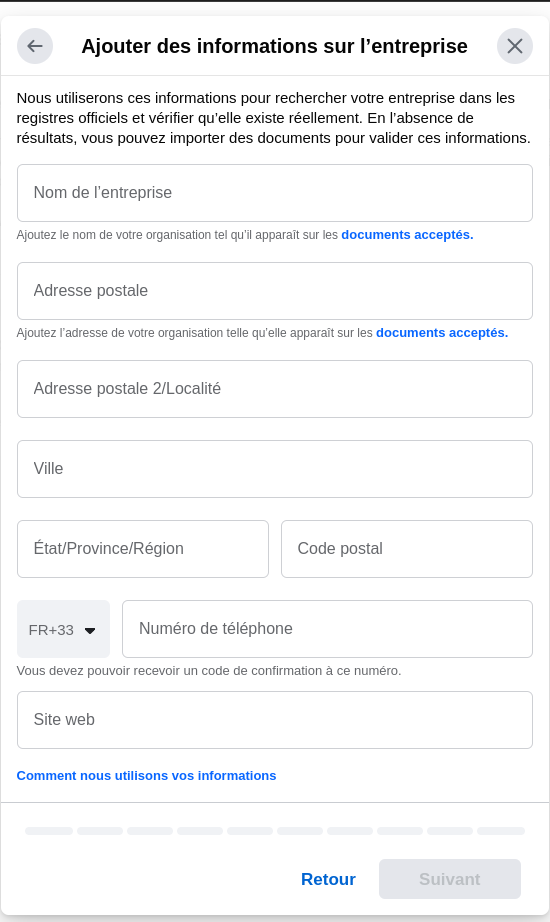 Ajouter des informations sur l’entreprise
Nous utiliserons ces informations pour rechercher votre entreprise dans les
registres officiels et vérifier qu’elle existe réellement. En l’absence de
résultats, vous pouvez importer des documents pour valider ces informations.
Nom de l’entreprise
Ajoutez le nom de votre organisation tel qu’il apparaît sur les documents acceptés.
Adresse postale
Ajoutez l’adresse de votre organisation telle qu’elle apparaît sur les documents acceptés.
Adresse postale 2/Localité
Ville
État/Province/Région
Code postal
FR+33
Numéro de téléphone
Vous devez pouvoir recevoir un code de confirmation à ce numéro.
Site web
Comment nous utilisons vos informations
Retour
Suivant